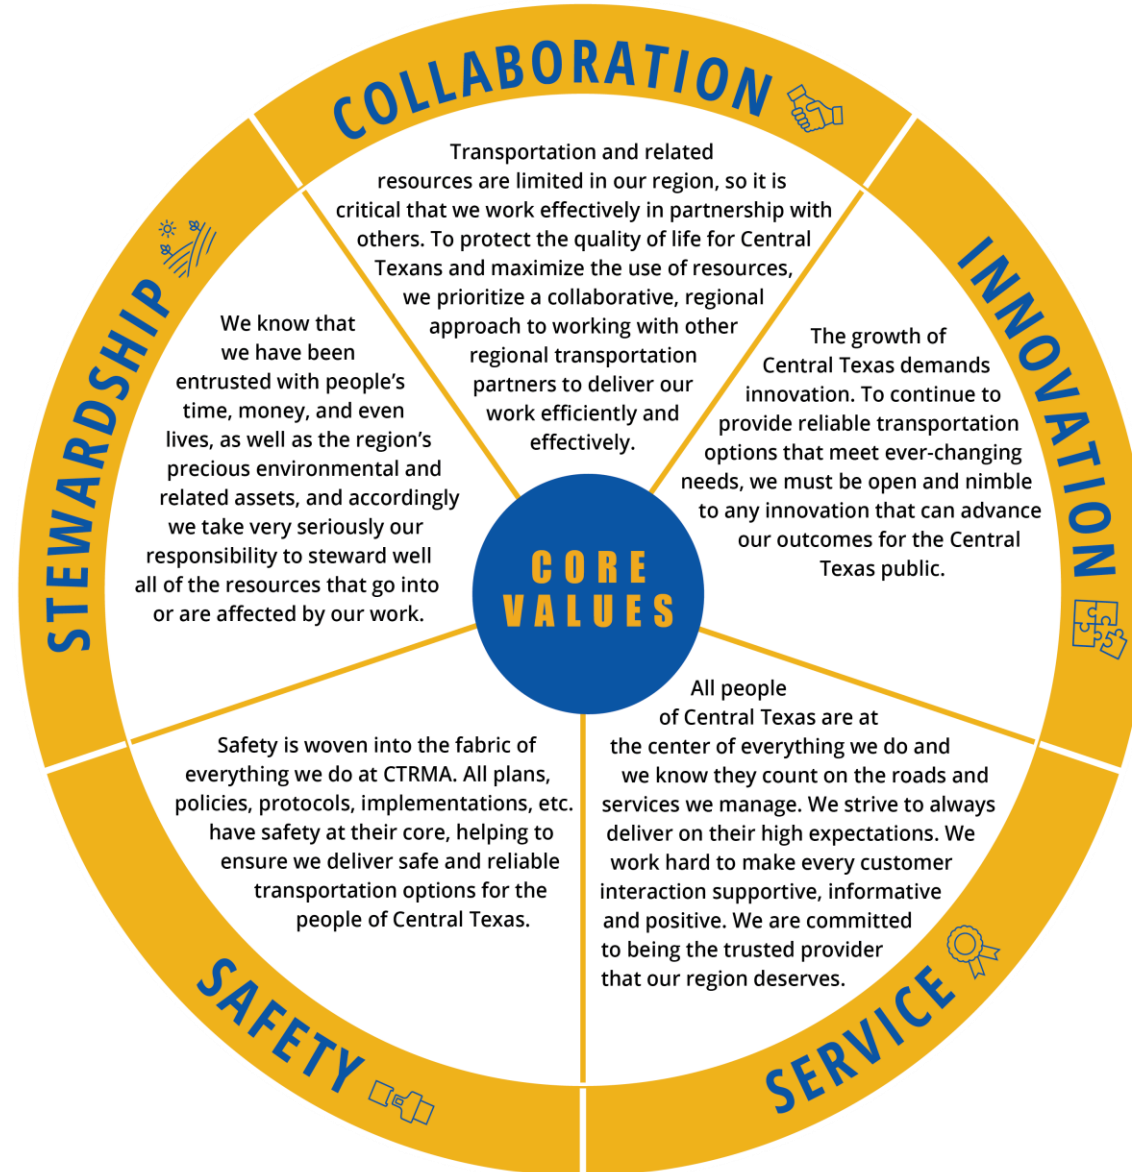 COLLABORATION
Transportation and related
resources are limited in our region, so it is
critical that we work effectively in partnership with
others. To protect the quality of life for Central
Texans and maximize the use of resources,
we prioritize a collaborative, regional
approach to working with other
regional transportation
partners to deliver our
work efficiently and
effectively.
INNOVATION
The growth of
Central Texas demands
innovation. To continue to
provide reliable transportation
options that meet ever-changing
needs, we must be open and nimble
to any innovation that can advance
our outcomes for the Central
Texas public.
SERVICE
All people
of Central Texas are at
the center of everything we do and
we know they count on the roads and
services we manage. We strive to always
deliver on their high expectations. We
work hard to make every customer
interaction supportive, informative
and positive. We are committed
to being the trusted provider
that our region deserves.
SAFETY
Safety is woven into the fabric of
everything we do at CTRMA. All plans,
policies, protocols, implementations, etc.
have safety at their core, helping to
ensure we deliver safe and reliable
transportation options for the
people of Central Texas.
STEWARDSHIP
We know that
we have been
entrusted with people's
time, money, and even
lives, as well as the region's
precious environmental and
related assets, and accordingly
we take very seriously our
responsibility to steward well
all of the resources that go into
or are affected by our work.
CORE
VALUES